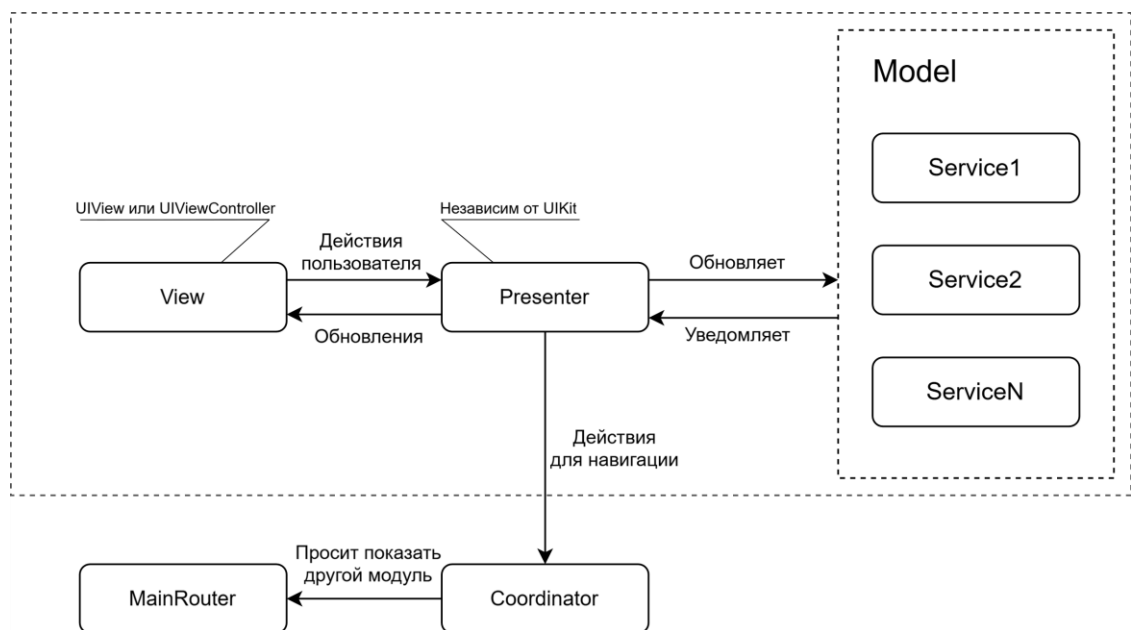 Model
Service1
UIView или UIViewController
Независим от UIKit
Действия
пользователя
Обновляет
View
Presenter
Service2
Обновления
Уведомляет
ServiceN
Действия
для навигации
Просит показать
другой модуль
MainRouter
Coordinator